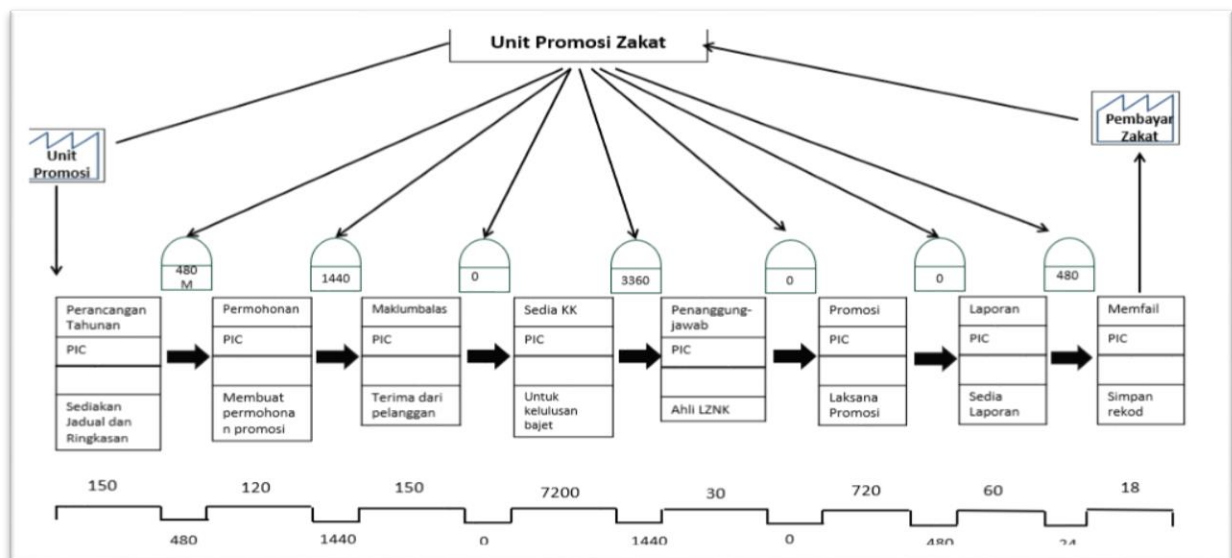 Unit Promosi Zakat
Unit
Promosi
Pembayar
Zakat
480
M
1440
0
3360
0
0
480
Perancangan
Tahunan
PIC
Sediakan
Jadual dan
Ringkasan
Permohonan
PIC
Membuat
permohona
n promosi
Maklumbalas
PIC
Terima dari
pelanggan
Sedia KK
PIC
Untuk
kelulusan
bajet
Penanggung-
jawab
PIC
Ahli LZNK
Promosi
PIC
Laksana
Promosi
Laporan
PIC
Sedia
Laporan
Memfail
PIC
Simpan
rekod
150 120 150 7200 30 720 60 18
480 1440 0 1440 0 480 24